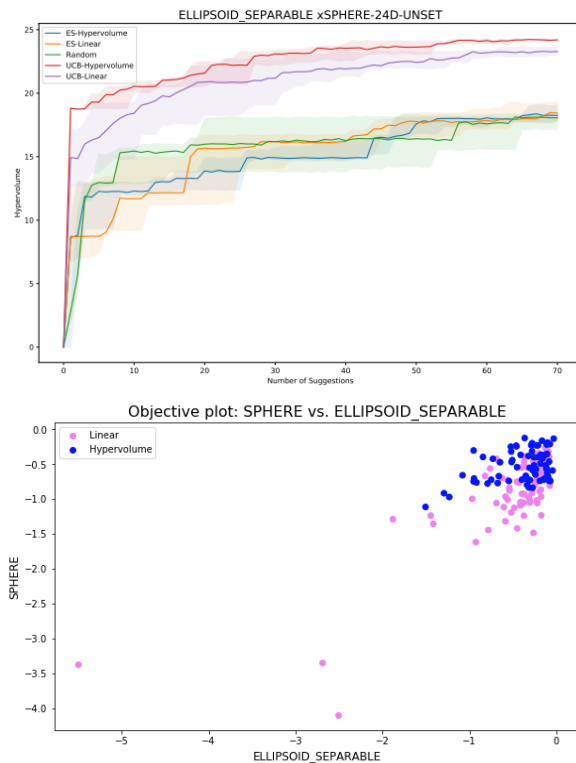 ELLIPSOID_SEPARABLE xSPHERE-24D-UNSET
25
20
15
10
5
0
Hypervolume
ES-Hypervolume
ES-Linear
Random
UCB-Hypervolume
UCB-Linear
0 10 20 30 40 50 60 70
Number of Suggestions
Objective plot: SPHERE vs. ELLIPSOID_SEPARABLE
0.0
-0.5
-1.0
-1.5
-2.0
-2.5
-3.0
-3.5
-4.0
SPHERE
Linear
Hypervolume
-5 -4 -3 -2 -1 0
ELLIPSOID_SEPARABLE